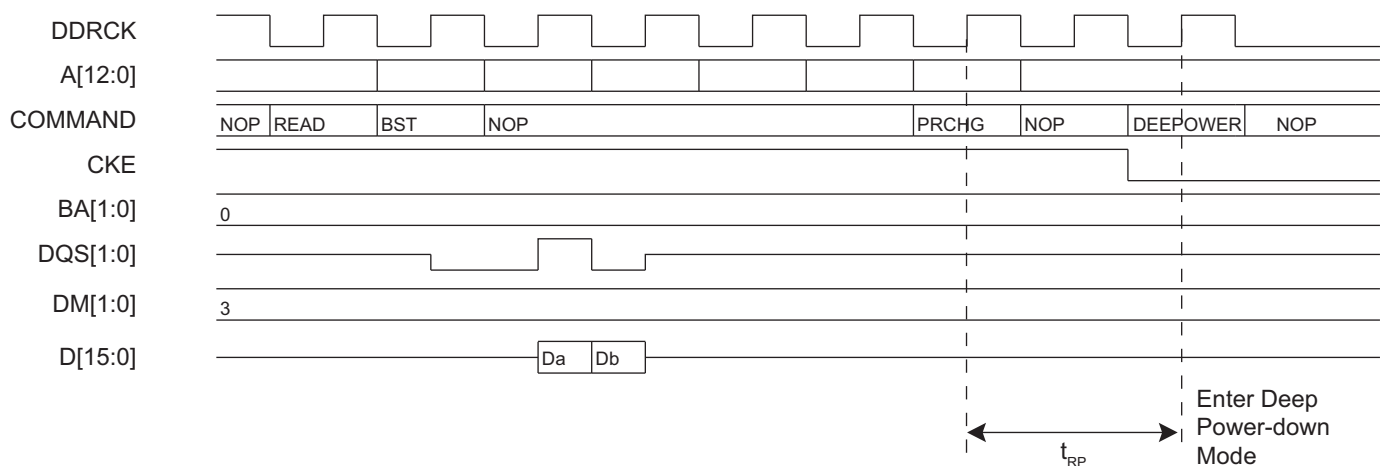 DDRCK
A[12:0]
COMMAND NOP READ BST NOP PRCHG NOP DEEPOWER NOP
CKE
BA[1:0] 0
DQS[1:0]
DM[1:0] 3
D[15:0] Da Db
Enter Deep
Power-down
Mode
tRP